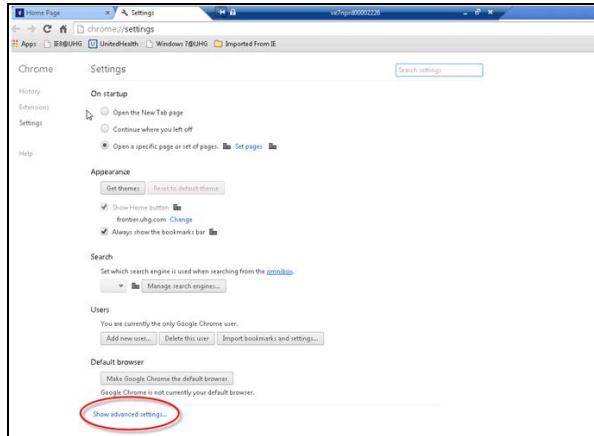 Home Page
Settings
vie7nprd00002226
chrome://settings
Apps
IE8@UHG
UnitedHealth
Windows 7@UHG
Imported From IE
Chrome
Settings
Search settings
History
Extensions
Settings
Help
On startup
Open the New Tab page
Continue where you left off
Open a specific page or set of pages. Set pages
Appearance
Get themes
Reset to default theme
Show Home button
frontier.uhg.com Change
Always show the bookmarks bar
Search
Set which search engine is used when searching from the omnibox.
Manage search engines...
Users
You are currently the only Google Chrome user.
Add new user...
Delete this user
Import bookmarks and settings...
Default browser
Make Google Chrome the default browser
Google Chrome is not currently your default browser.
Show advanced settings...